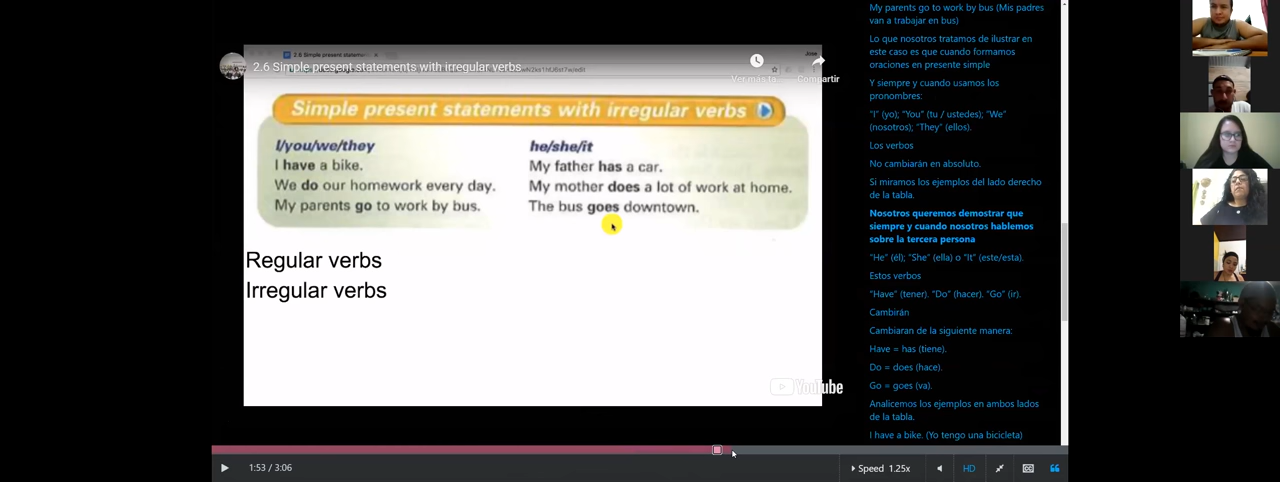 2.6 Simple present statemen
Jose
2.6 Simple present statements with irregular verbs
Ver más ta...
Compartir
Simple present statements with irregular verbs
I/you/we/they
I have a bike.
We do our homework every day.
My parents go to work by bus.
he/she/it
My father has a car.
My mother does a lot of work at home.
The bus goes downtown.
Regular verbs
Irregular verbs
YouTube
1:53 / 3:06
Speed 1.25x
HD
My parents go to work by bus (Mis padres
van a trabajar en bus)
Lo que nosotros tratamos de ilustrar en
este caso es que cuando formamos
oraciones en presente simple
Y siempre y cuando usamos los
pronombres:
“I” (yo); “You” (tu / ustedes); “We”
(nosotros); “They” (ellos).
Los verbos
No cambiarán en absoluto.
Si miramos los ejemplos del lado derecho
de la tabla.
Nosotros queremos demostrar que
siempre y cuando nosotros hablemos
sobre la tercera persona
“He” (él); “She” (ella) o “It” (este/esta).
Estos verbos
“Have” (tener). “Do” (hacer). “Go” (ir).
Cambirán
Cambiaran de la siguiente manera:
Have = has (tiene).
Do = does (hace).
Go = goes (va).
Analicemos los ejemplos en ambos lados
de la tabla.
I have a bike. (Yo tengo una bicicleta)